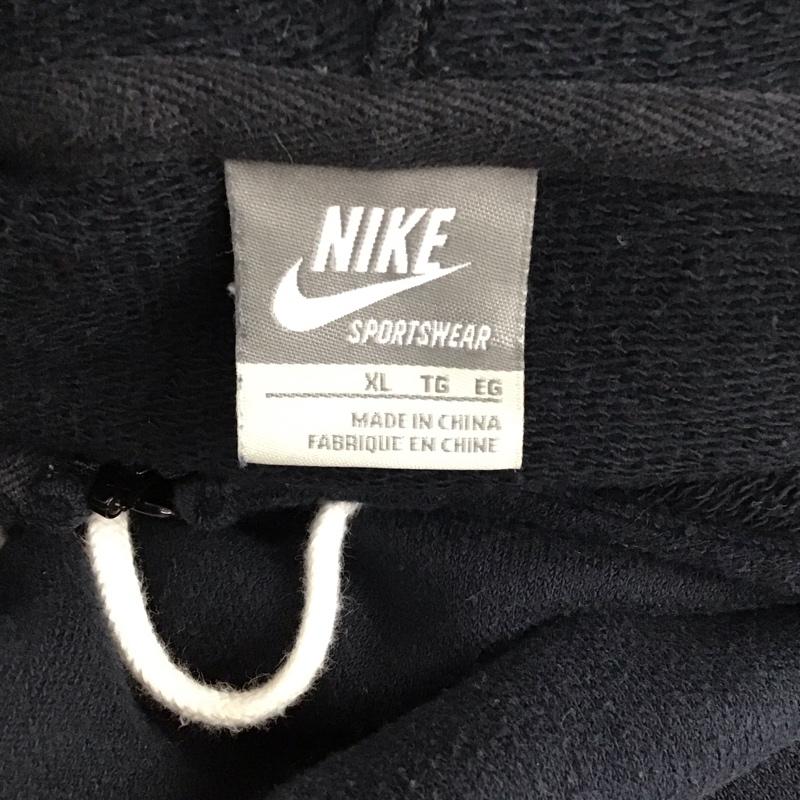 NIKE
SPORTSWEAR
XL TG EG
MADE IN CHINA
FABRIQUE EN CHINE